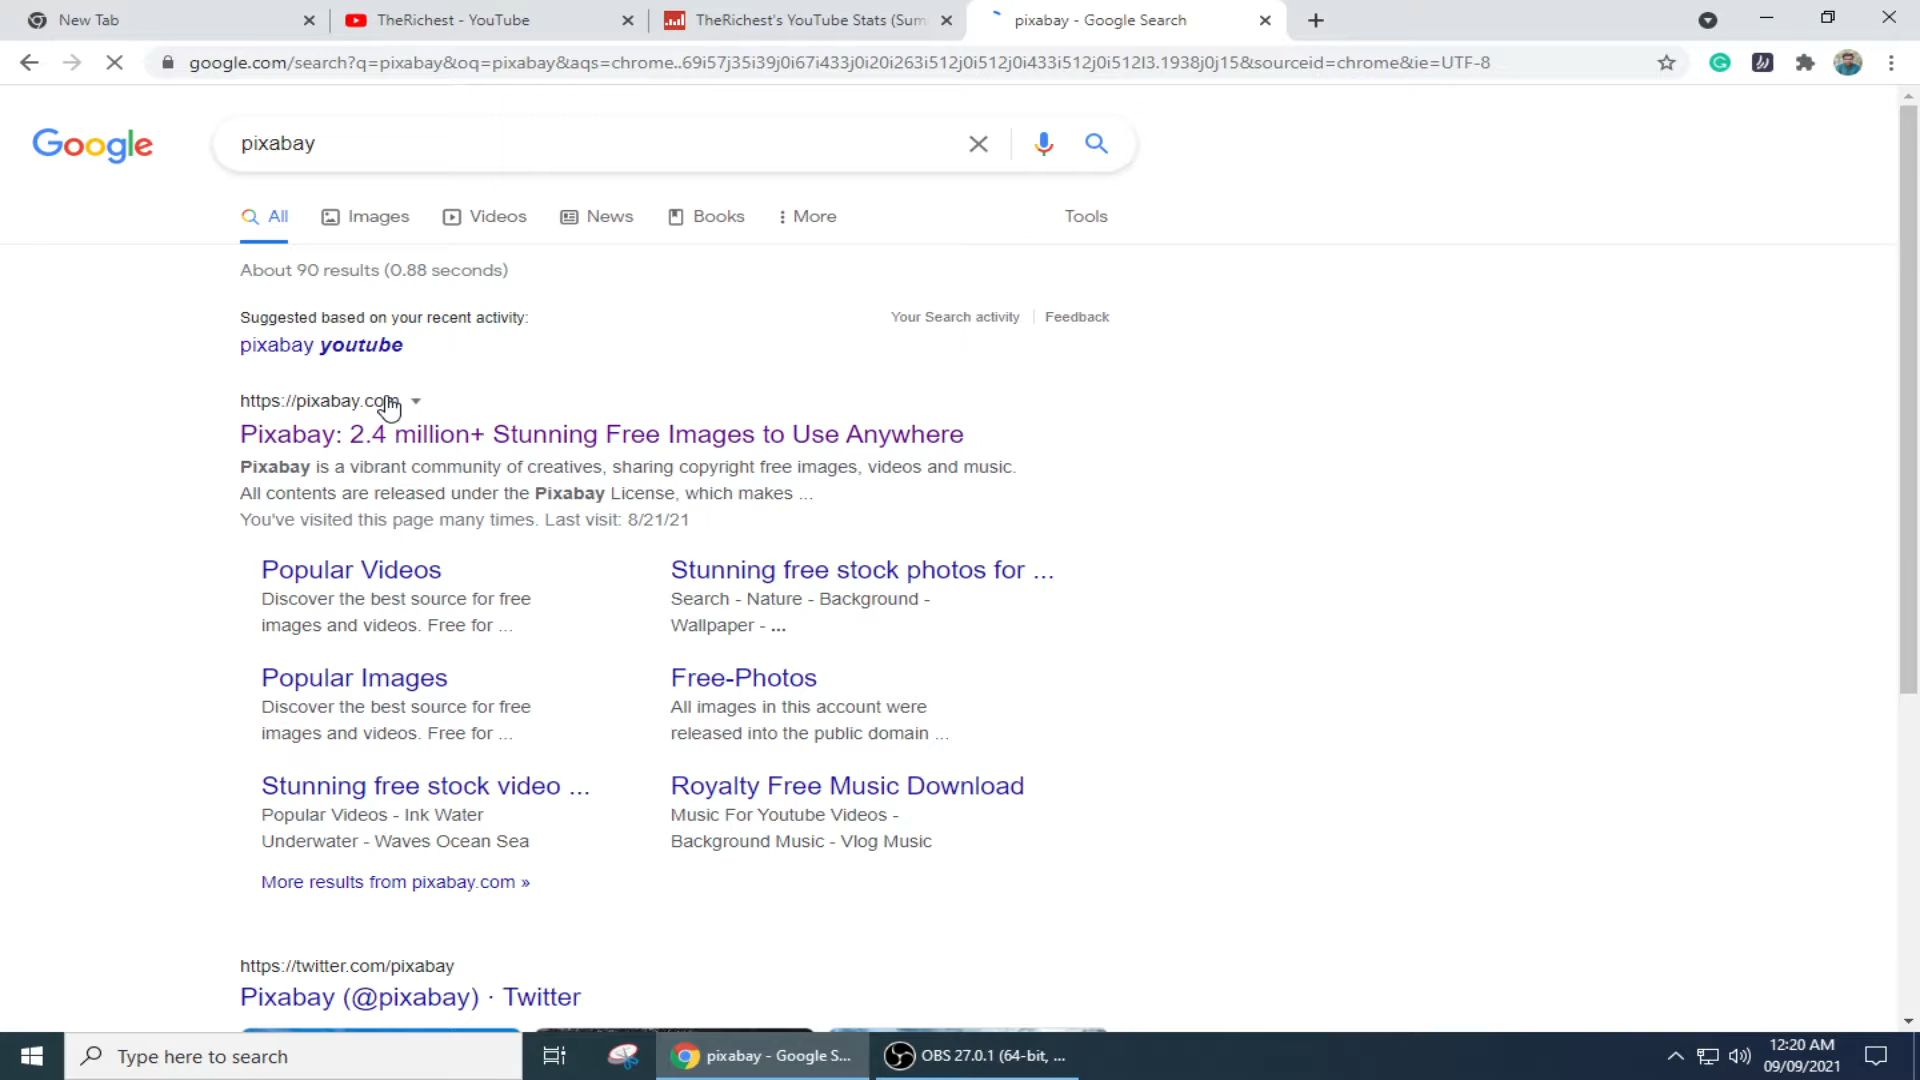 New Tab
TheRichest - YouTube
TheRichest's YouTube Stats (Sum
pixabay - Google Search
google.com/search?q=pixabay&oq=pixabay&aqs=chrome..69i57j35i39j0i67i433j0i20i263i512j0i512j0i433i512j0i512l3.1938j0j15&sourceid=chrome&ie=UTF-8
Google
pixabay
All
Images
Videos
News
Books
More
Tools
About 90 results (0.88 seconds)
Suggested based on your recent activity:
Your Search activity
Feedback
pixabay youtube
https://pixabay.com
Pixabay: 2.4 million+ Stunning Free Images to Use Anywhere
Pixabay is a vibrant community of creatives, sharing copyright free images, videos and music.
All contents are released under the Pixabay License, which makes ...
You've visited this page many times. Last visit: 8/21/21
Popular Videos
Discover the best source for free
images and videos. Free for ...
Stunning free stock photos for ...
Search - Nature - Background -
Wallpaper - ...
Popular Images
Discover the best source for free
images and videos. Free for ...
Free-Photos
All images in this account were
released into the public domain ...
Stunning free stock video ...
Popular Videos - Ink Water
Underwater - Waves Ocean Sea
Royalty Free Music Download
Music For Youtube Videos -
Background Music - Vlog Music
More results from pixabay.com »
https://twitter.com/pixabay
Pixabay (@pixabay) · Twitter
Type here to search
pixabay - Google S...
OBS 27.0.1 (64-bit, ...
12:20 AM
09/09/2021